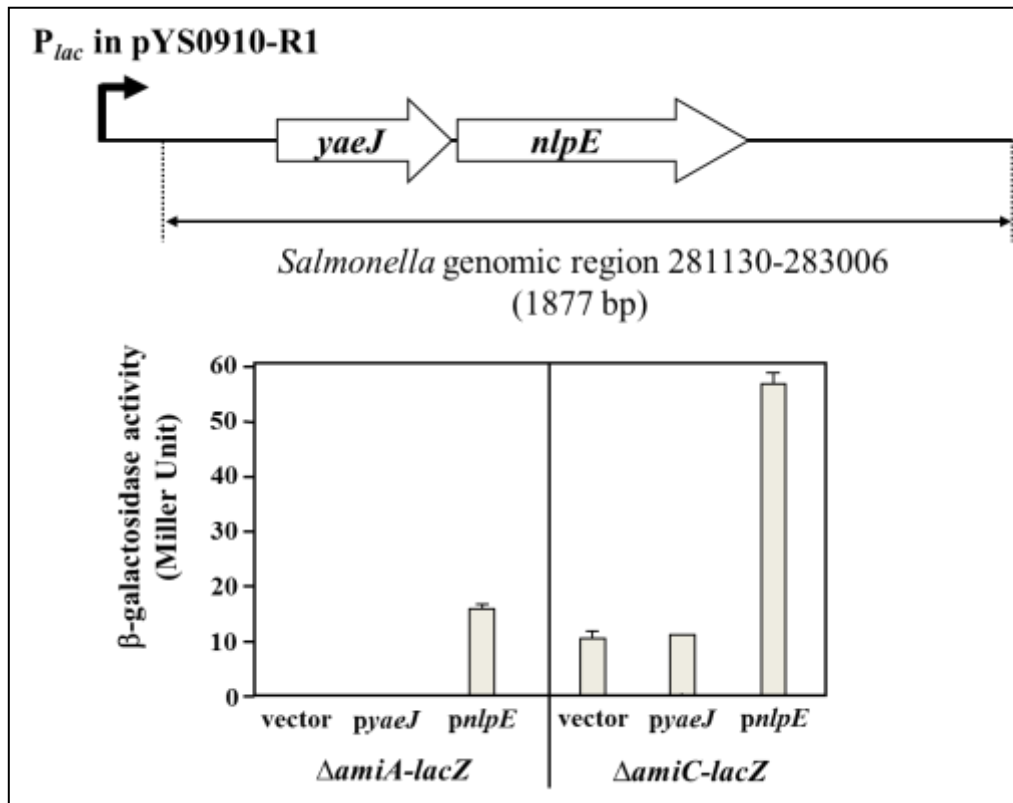 P_lac in pYS0910-R1
yaeJ
nlpE
Salmonella genomic region 281130-283006
(1877 bp)
β-galactosidase activity
(Miller Unit)
60
50
40
30
20
10
0
vector pyaeJ pnlpE vector pyaeJ pnlpE
ΔamiA-lacZ ΔamiC-lacZ